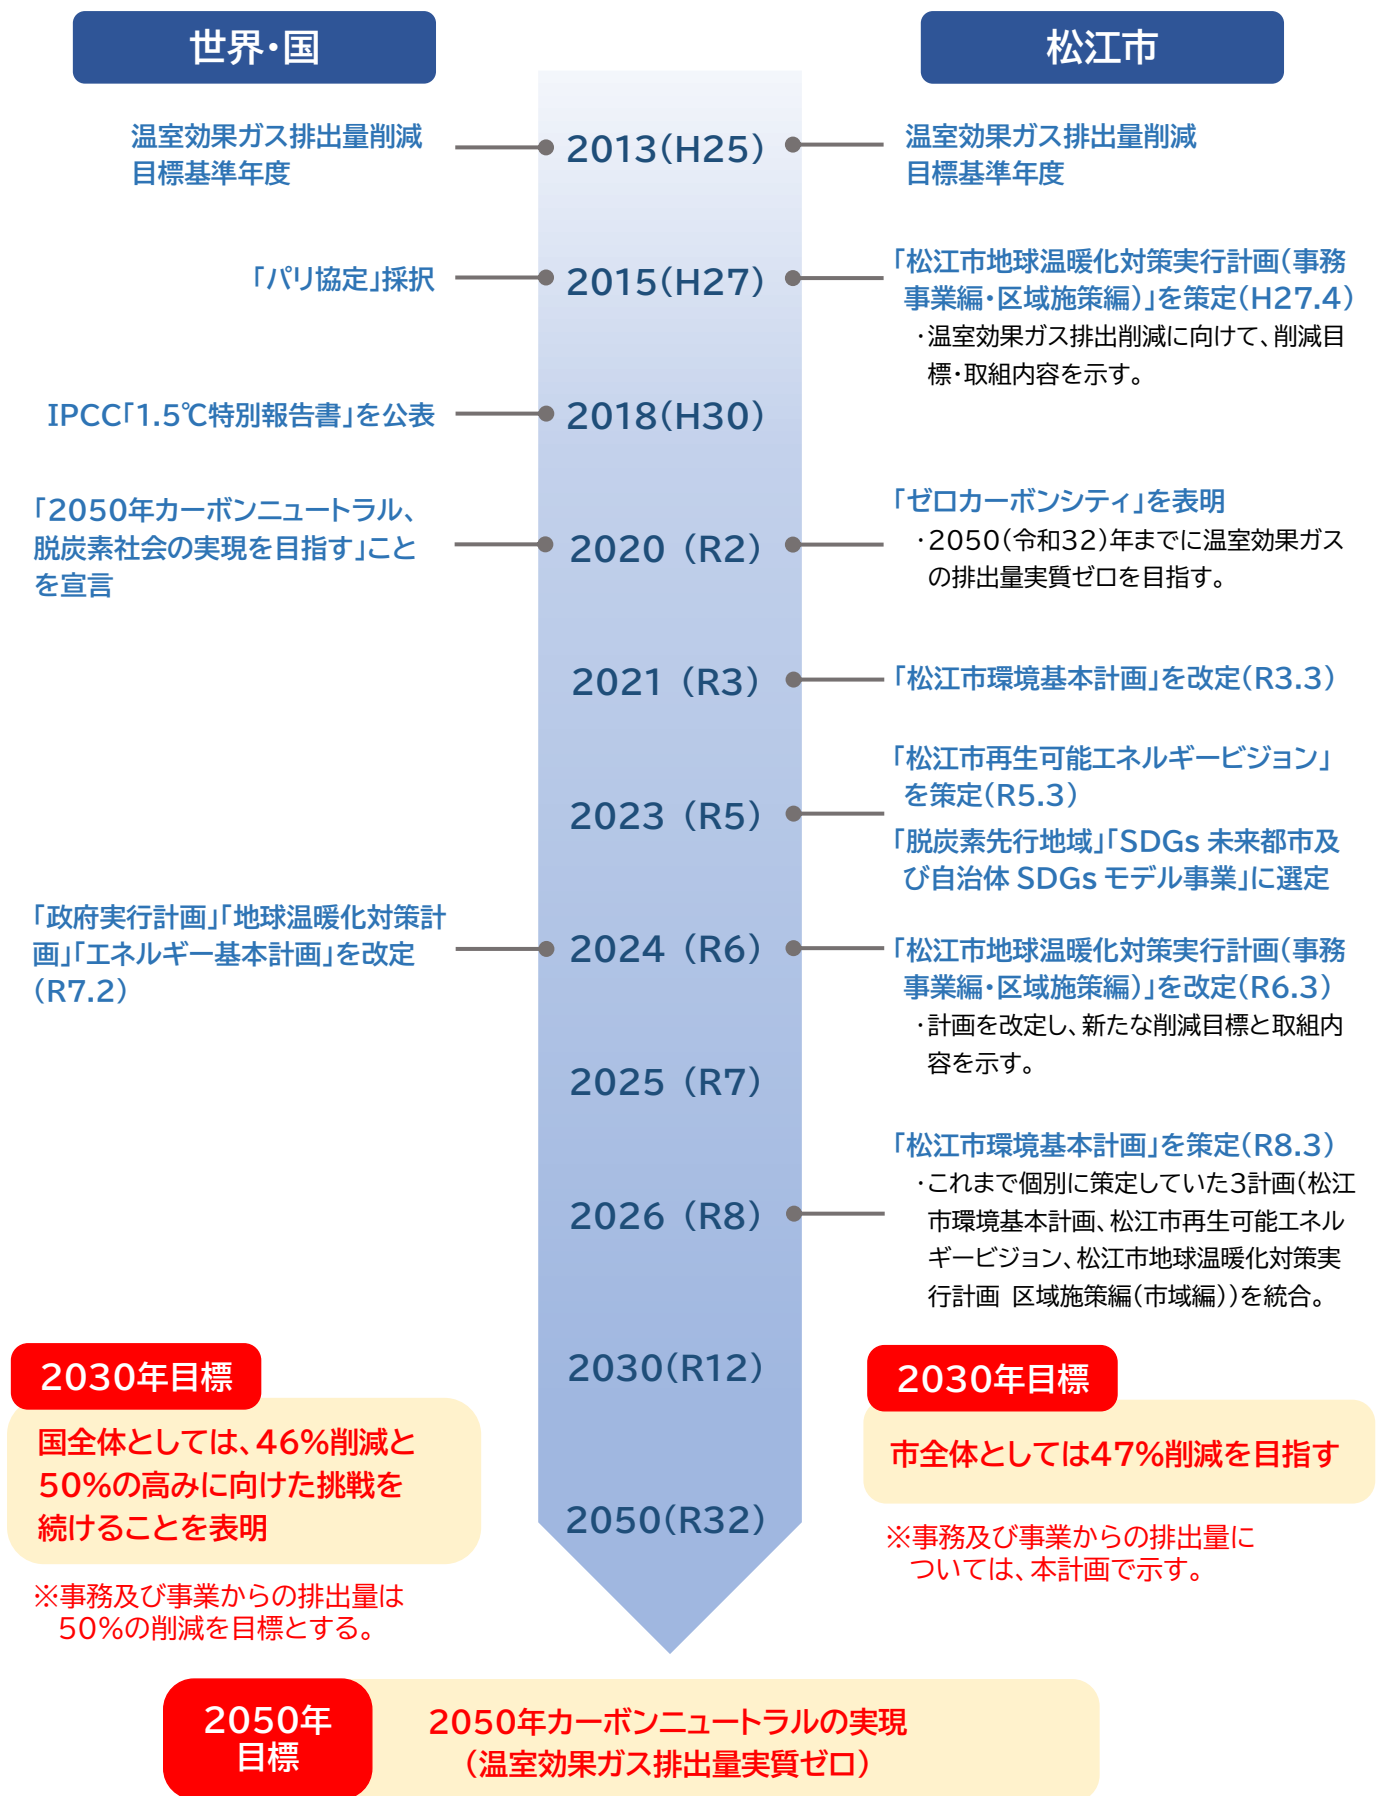 世界・国
松江市
温室効果ガス排出量削減
目標基準年度
2013(H25)
温室効果ガス排出量削減
目標基準年度
「パリ協定」採択
2015(H27)
「松江市地球温暖化対策実行計画(事務
事業編・区域施策編)」を策定(H27.4)
・温室効果ガス排出削減に向けて、削減目
標・取組内容を示す。
IPCC「1.5℃特別報告書」を公表
2018(H30)
「2050年カーボンニュートラル、
脱炭素社会の実現を目指す」こと
を宣言
2020 (R2)
「ゼロカーボンシティ」を表明
・2050(令和32)年までに温室効果ガス
の排出量実質ゼロを目指す。
2021 (R3)
「松江市環境基本計画」を改定(R3.3)
2023 (R5)
「松江市再生可能エネルギービジョン」
を策定(R5.3)
「脱炭素先行地域」「SDGs 未来都市及
び自治体 SDGs モデル事業」に選定
「政府実行計画」「地球温暖化対策計
画」「エネルギー基本計画」を改定
(R7.2)
2024 (R6)
「松江市地球温暖化対策実行計画(事務
事業編・区域施策編)」を改定(R6.3)
・計画を改定し、新たな削減目標と取組内
容を示す。
2025 (R7)
2026 (R8)
「松江市環境基本計画」を策定(R8.3)
・これまで個別に策定していた3計画(松江
市環境基本計画、松江市再生可能エネル
ギービジョン、松江市地球温暖化対策実
行計画 区域施策編(市域編))を統合。
2030(R12)
2030年目標
国全体としては、46%削減と
50%の高みに向けた挑戦を
続けることを表明
※事務及び事業からの排出量は
50%の削減を目標とする。
2030年目標
市全体としては47%削減を目指す
※事務及び事業からの排出量に
ついては、本計画で示す。
2050(R32)
2050年
目標
2050年カーボンニュートラルの実現
(温室効果ガス排出量実質ゼロ)